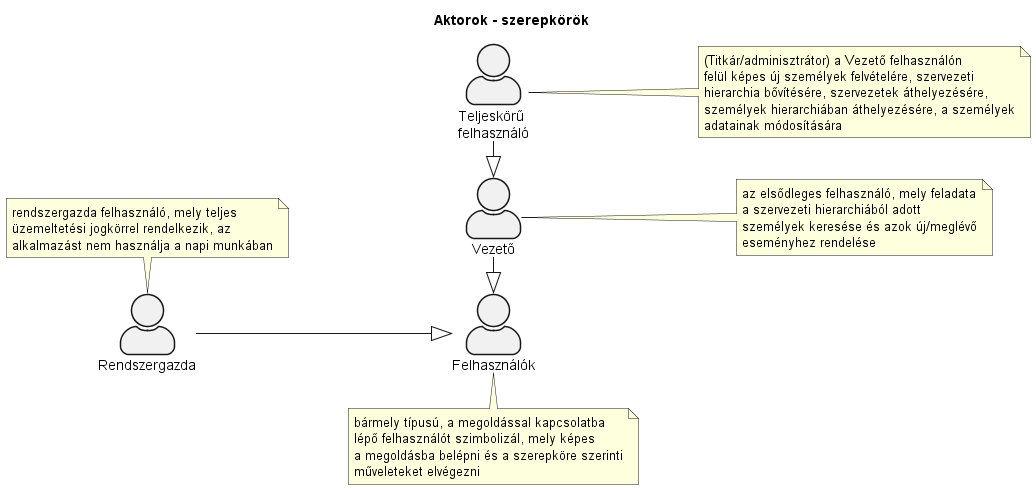 Aktorok - szerepkörök
(Titkár/adminisztrátor) a Vezető felhasználón
felül képes új személyek felvételére, szervezeti
hierarchia bővítésére, szervezetek áthelyezésére,
személyek hierarchiában áthelyezésére, a személyek
adatainak módosítására
Teljeskörű
felhasználó
az elsődleges felhasználó, mely feladata
a szervezeti hierarchiából adott
személyek keresése és azok új/meglévő
eseményhez rendelése
Vezető
rendszergazda felhasználó, mely teljes
üzemeltetési jogkörrel rendelkezik, az
alkalmazást nem használja a napi munkában
Rendszergazda
Felhasználók
bármely típusú, a megoldással kapcsolatba
lépő felhasználót szimbolizál, mely képes
a megoldásba belépni és a szerepköre szerinti
műveleteket elvégezni